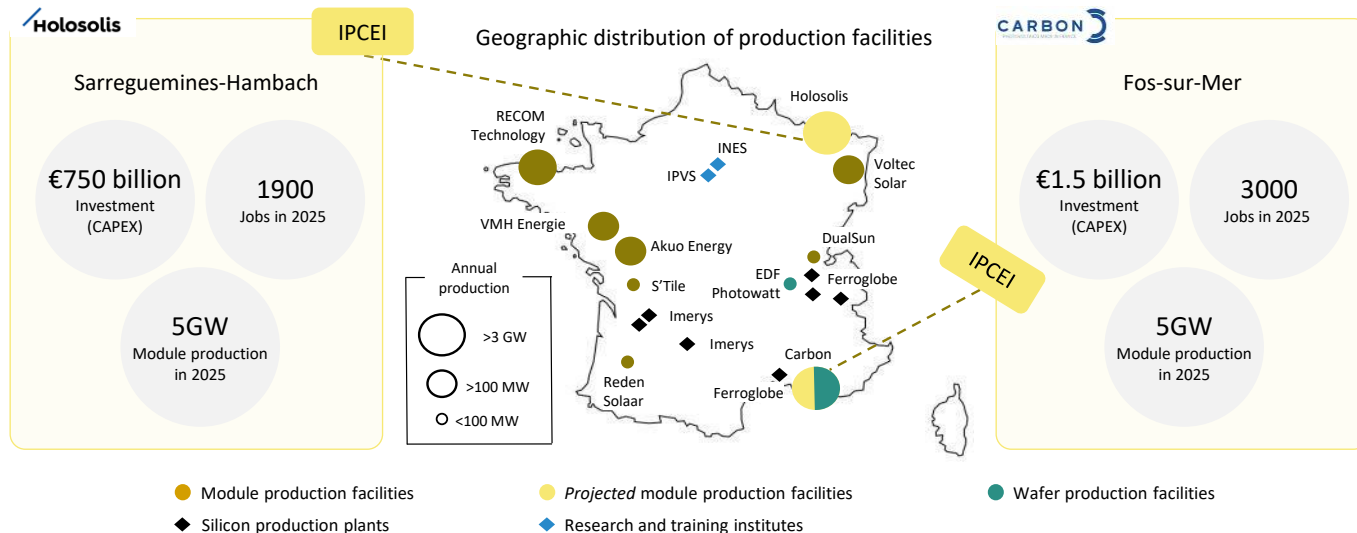 Holosolis
IPCEI
Sarreguemines-Hambach
€750 billion
Investment
(CAPEX)
1900
Jobs in 2025
5GW
Module production
in 2025
Geographic distribution of production facilities
Holosolis
RECOM
Technology
INES
IPVS
Voltec
Solar
VMH Energie
Akuo Energy
DualSun
S'Tile
EDF
Photowatt
Ferroglobe
Imerys
Imerys
Carbon
Reden
Solaar
Ferroglobe
Annual
production
>3 GW
>100 MW
<100 MW
CARBON
IPCEI
Fos-sur-Mer
€1.5 billion
Investment
(CAPEX)
3000
Jobs in 2025
5GW
Module production
in 2025
Module production facilities
Projected module production facilities
Wafer production facilities
Silicon production plants
Research and training institutes